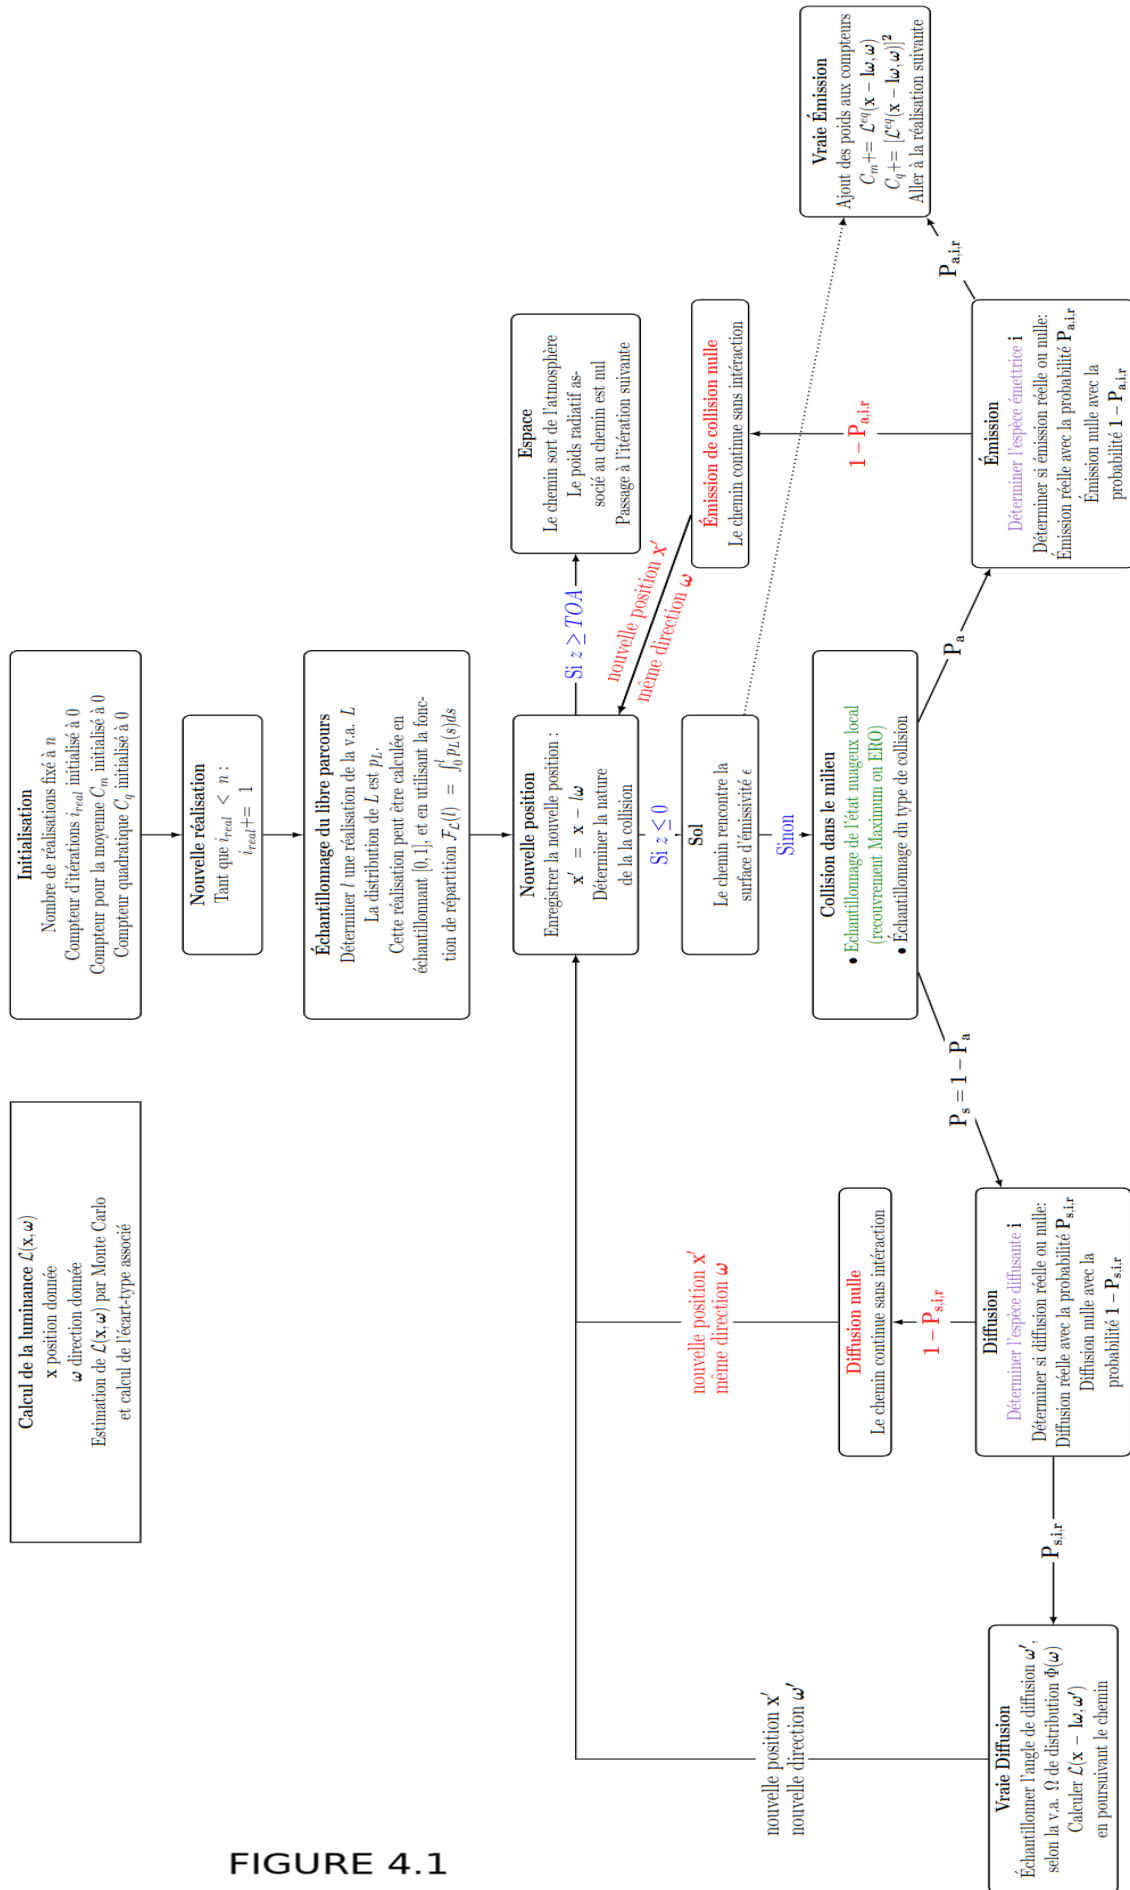 Calcul de la luminance 𝓛(x, ω)
x position donnée
ω direction donnée
Estimation de 𝓛(x, ω) par Monte Carlo
et calcul de l'écart-type associé
Initialisation
Nombre de réalisations fixé à n
Compteur d'itérations i_real initialisé à 0
Compteur pour la moyenne C_m initialisé à 0
Compteur quadratique C_q initialisé à 0
Nouvelle réalisation
Tant que i_real < n :
i_real += 1
Échantillonnage du libre parcours
Déterminer l une réalisation de la v.a. L
La distribution de L est p_L.
Cette réalisation peut être calculée en
échantillonnant [0, 1], et en utilisant la fonc-
tion de répartition 𝓕_𝓛(l) = ∫_0^l p_L(s)ds
Nouvelle position
Enregistrer la nouvelle position :
x′ = x − lω
Déterminer la nature
de la la collision
Si z ≥ TOA
Espace
Le chemin sort de l'atmosphère
Le poids radiatif as-
socié au chemin est nul
Passage à l'itération suivante
Si z ≤ 0
Sol
Le chemin rencontre la
surface d'émissivité ϵ
Sinon
Collision dans le milieu
• Échantillonnage de l'état nuageux local
(recouvrement Maximum ou ERO)
• Échantillonnage du type de collision
P_s = 1 − P_a
P_a
Diffusion
Déterminer l'espèce diffusante i
Déterminer si diffusion réelle ou nulle:
Diffusion réelle avec la probabilité P_s,i,r
Diffusion nulle avec la
probabilité 1 − P_s,i,r
1 − P_s,i,r
Diffusion nulle
Le chemin continue sans intéraction
nouvelle position x′
même direction ω
P_s,i,r
Vraie Diffusion
Échantillonner l'angle de diffusion ω′,
selon la v.a. Ω de distribution Φ(ω)
Calculer 𝓛(x − lω, ω′)
en poursuivant le chemin
nouvelle position x′
nouvelle direction ω′
Émission
Déterminer l'espèce émettrice i
Déterminer si émission réelle ou nulle:
Émission réelle avec la probabilité P_a,i,r
Émission nulle avec la
probabilité 1 − P_a,i,r
1 − P_a,i,r
Émission de collision nulle
Le chemin continue sans intéraction
nouvelle position x′
même direction ω
P_a,i,r
Vraie Émission
Ajout des poids aux compteurs
C_m += 𝓛^eq(x − lω, ω)
C_q += [𝓛^eq(x − lω, ω)]²
Aller à la réalisation suivante
FIGURE 4.1